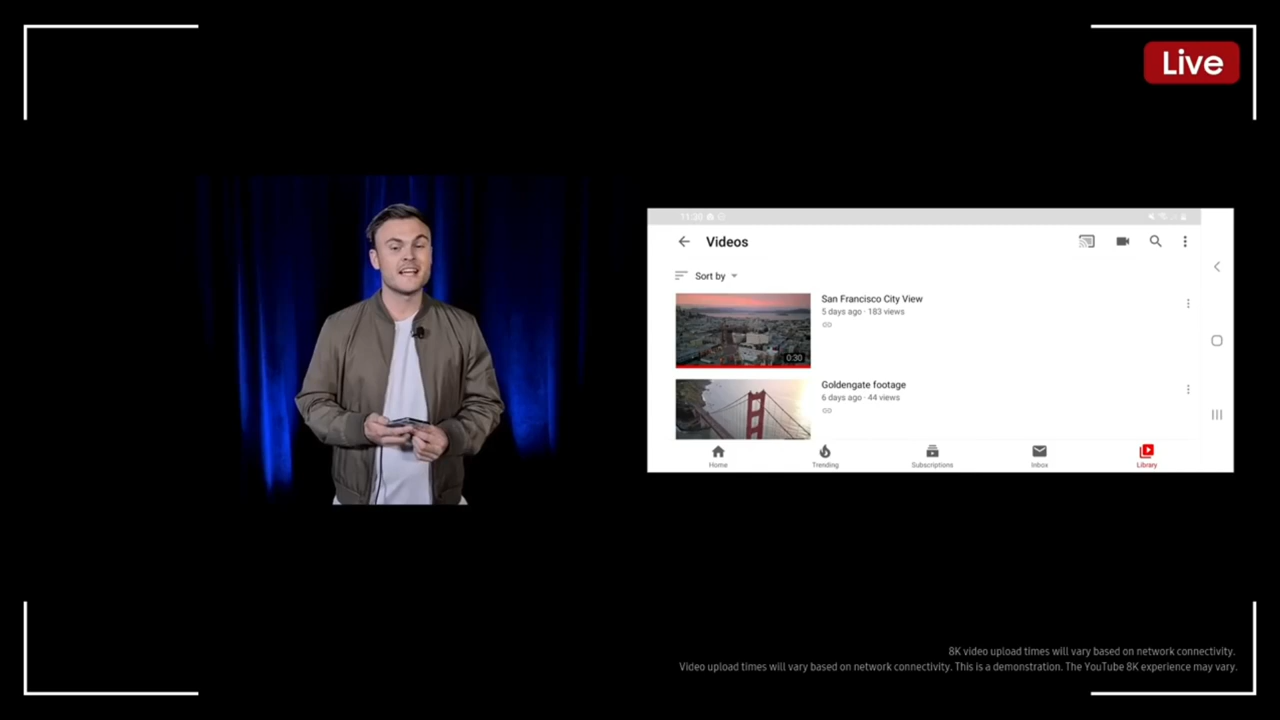 Live
11:30
Videos
Sort by
San Francisco City View
5 days ago · 183 views
0:30
Goldengate footage
6 days ago · 44 views
Home
Trending
Subscriptions
Inbox
Library
8K video upload times will vary based on network connectivity.
Video upload times will vary based on network connectivity. This is a demonstration. The YouTube 8K experience may vary.